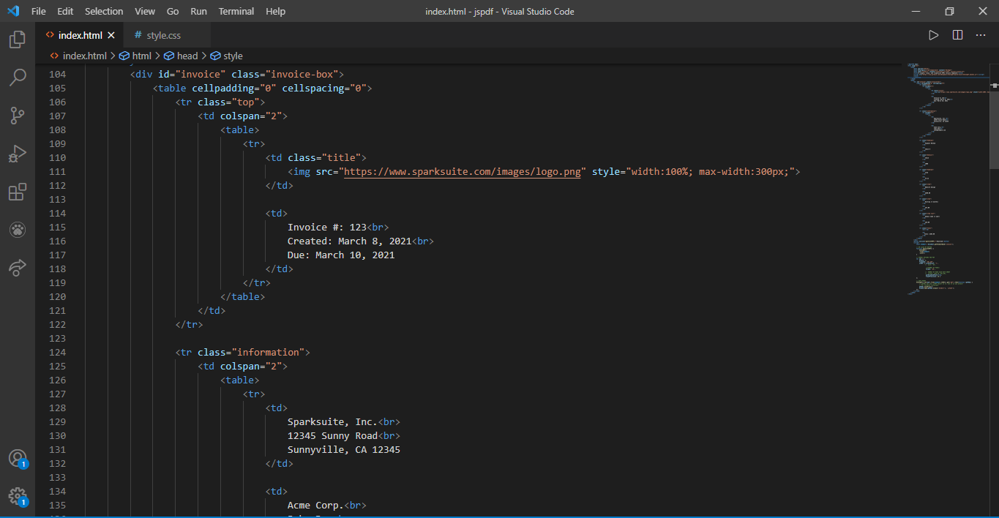 File Edit Selection View Go Run Terminal Help index.html - jspdf - Visual Studio Code
index.html style.css
index.html html head style
104 <div id="invoice" class="invoice-box">
105 <table cellpadding="0" cellspacing="0">
106 <tr class="top">
107 <td colspan="2">
108 <table>
109 <tr>
110 <td class="title">
111 <img src="https://www.sparksuite.com/images/logo.png" style="width:100%; max-width:300px;">
112 </td>
113
114 <td>
115 Invoice #: 123<br>
116 Created: March 8, 2021<br>
117 Due: March 10, 2021
118 </td>
119 </tr>
120 </table>
121 </td>
122 </tr>
123
124 <tr class="information">
125 <td colspan="2">
126 <table>
127 <tr>
128 <td>
129 Sparksuite, Inc.<br>
130 12345 Sunny Road<br>
131 Sunnyville, CA 12345
132 </td>
133
134 <td>
135 Acme Corp.<br>
1
1